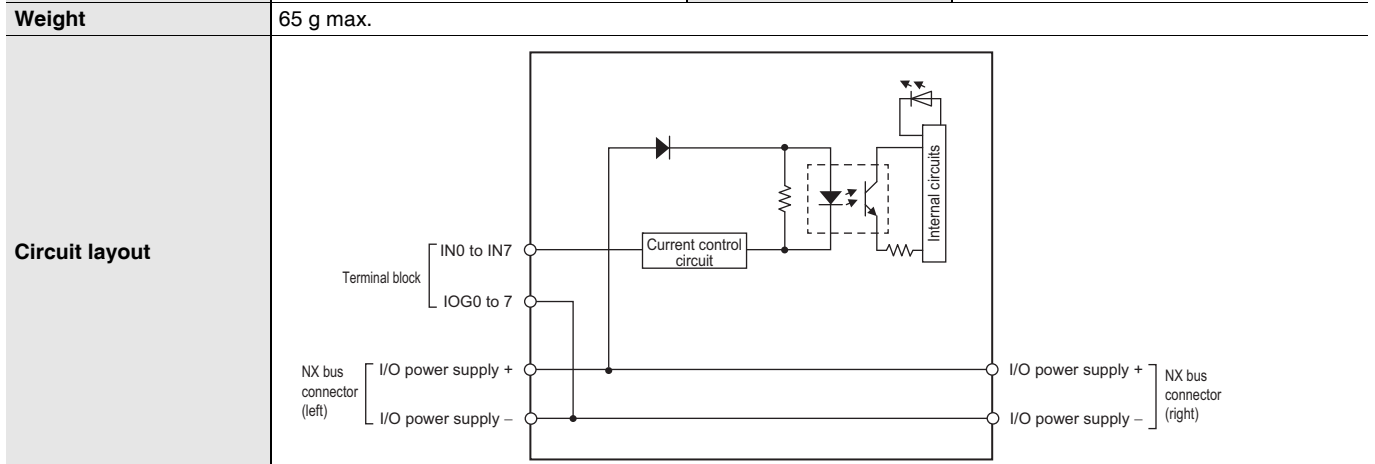 Weight
65 g max.
Circuit layout
Internal circuits
Current control
circuit
Terminal block
IN0 to IN7
IOG0 to 7
NX bus
connector
(left)
I/O power supply +
I/O power supply –
I/O power supply +
I/O power supply –
NX bus
connector
(right)